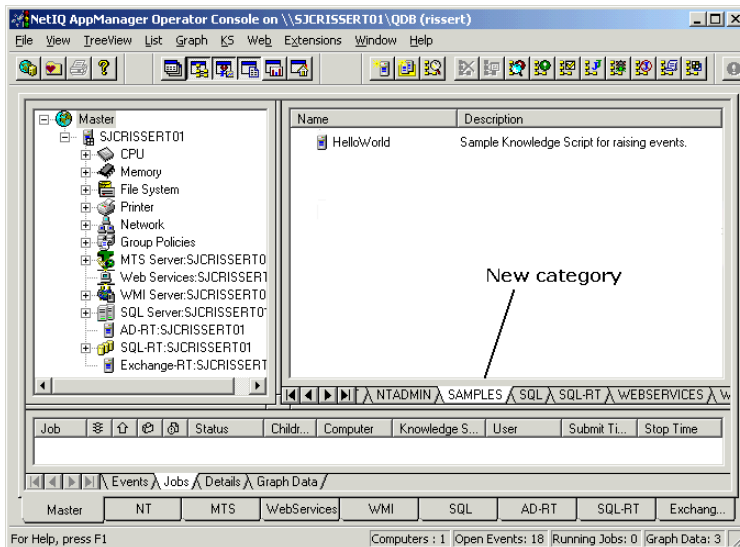 NetIQ AppManager Operator Console on \\SJCRISSERT01\QDB (rissert)
File View TreeView List Graph KS Web Extensions Window Help
Master
SJCRISSERT01
CPU
Memory
File System
Printer
Network
Group Policies
MTS Server:SJCRISSERT0
Web Services:SJCRISSERT
WMI Server:SJCRISSERT0
SQL Server:SJCRISSERT0
AD-RT:SJCRISSERT01
SQL-RT:SJCRISSERT01
Exchange-RT:SJCRISSERT
Name Description
HelloWorld Sample Knowledge Script for raising events.
New category
NTADMIN SAMPLES SQL SQL-RT WEBSERVICES W
Job Status Childr... Computer Knowledge S... User Submit Ti... Stop Time
Events Jobs Details Graph Data
Master NT MTS WebServices WMI SQL AD-RT SQL-RT Exchang...
For Help, press F1 Computers : 1 Open Events: 18 Running Jobs: 0 Graph Data: 3